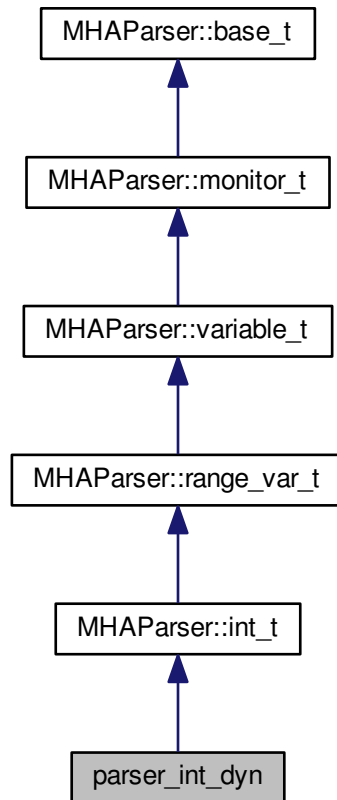 MHAParser::base_t
MHAParser::monitor_t
MHAParser::variable_t
MHAParser::range_var_t
MHAParser::int_t
parser_int_dyn